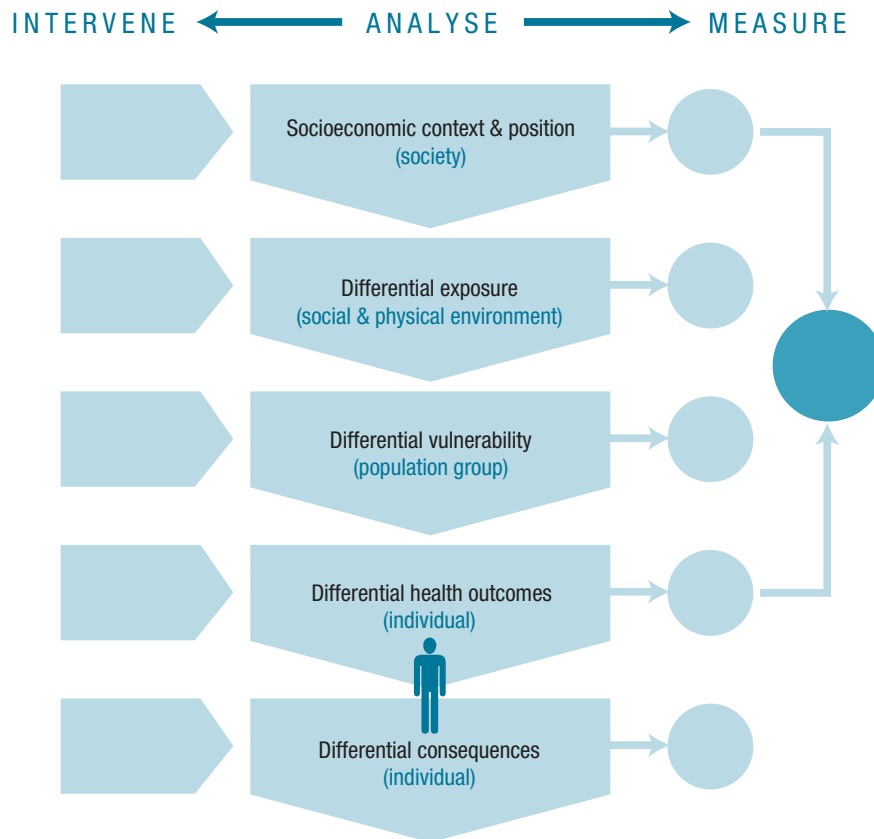 INTERVENE ANALYSE MEASURE
Socioeconomic context & position
(society)
Differential exposure
(social & physical environment)
Differential vulnerability
(population group)
Differential health outcomes
(individual)
Differential consequences
(individual)